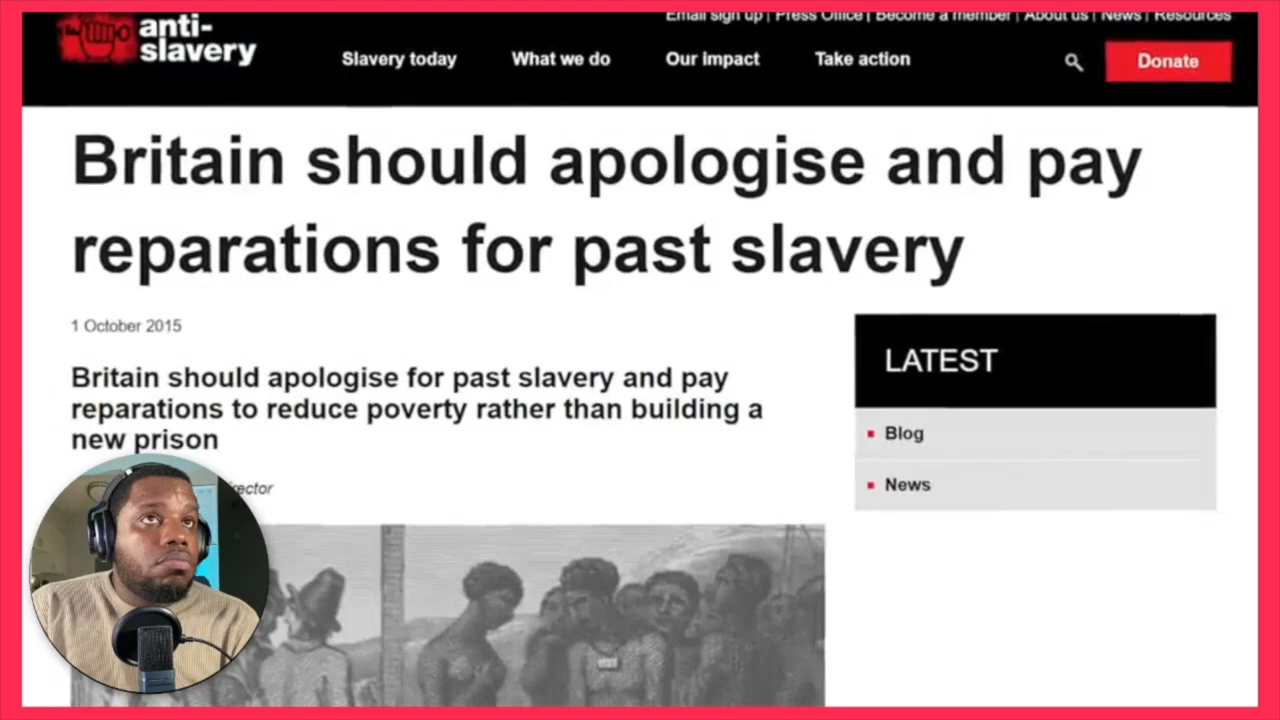 anti-
slavery
Email sign up | Press Office | Become a member | About us | News | Resources
Slavery today What we do Our Impact Take action Donate
Britain should apologise and pay
reparations for past slavery
1 October 2015
Britain should apologise for past slavery and pay
reparations to reduce poverty rather than building a
new prison
LATEST
Blog
News